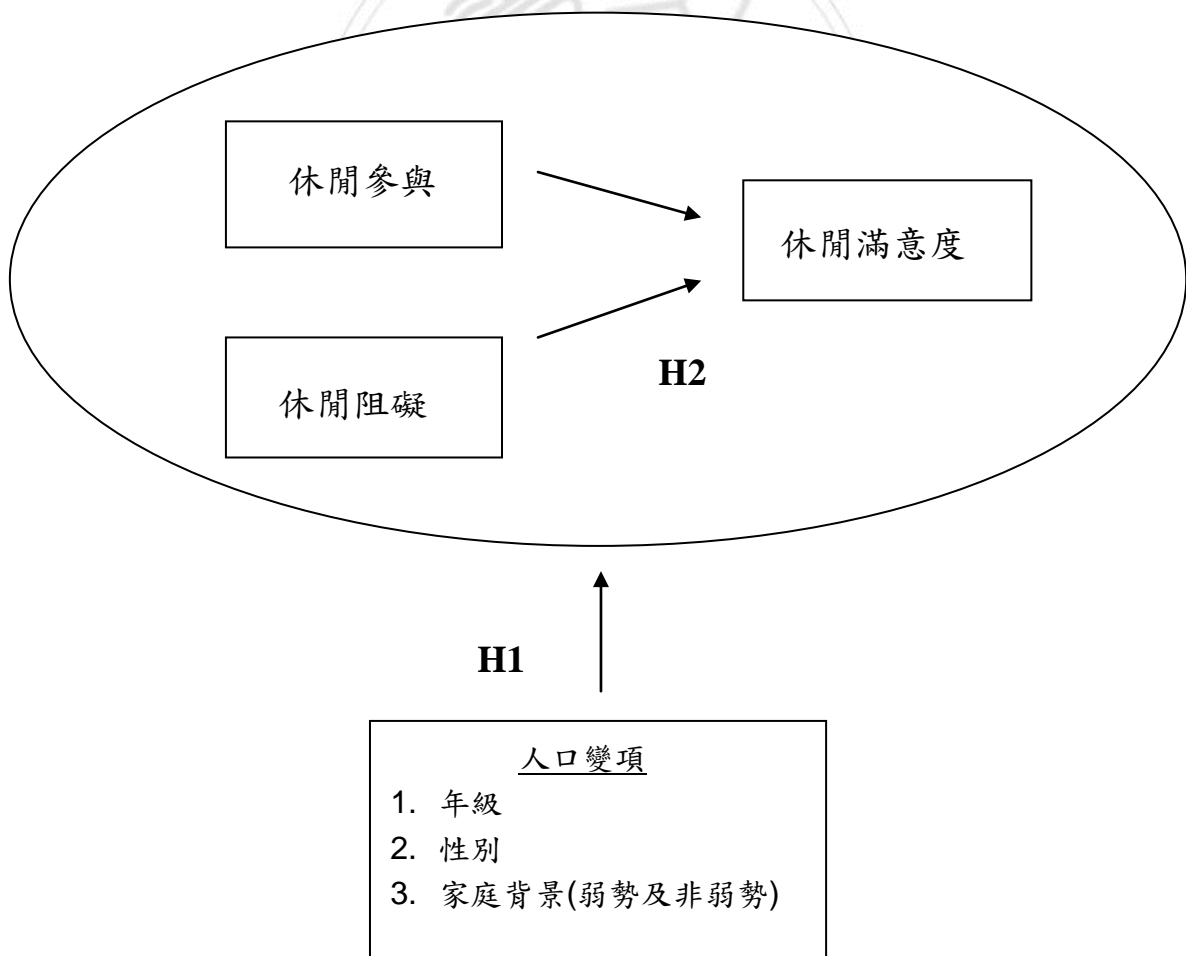 休閒參與
休閒滿意度
休閒阻礙
H2
H1
人口變項
1. 年級
2. 性別
3. 家庭背景(弱勢及非弱勢)